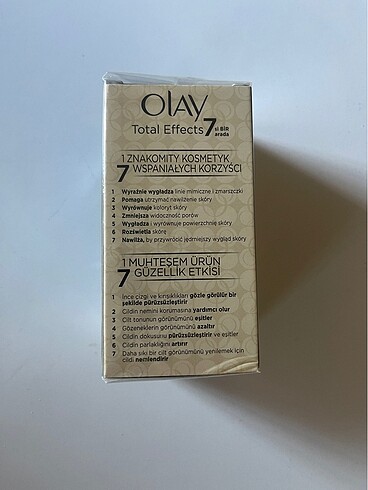 OLAY
Total Effects 7 si BİR arada
7 1 ZNAKOMITY KOSMETYK
WSPANIAŁYCH KORZYŚCI
1 Wyraźnie wygładza linie mimiczne i zmarszczki
2 Pomaga utrzymać nawilżenie skóry
3 Wyrównuje koloryt skóry
4 Zmniejsza widoczność porów
5 Wygładza i wyrównuje powierzchnię skóry
6 Rozświetla skórę
7 Nawilża, by przywrócić jędrniejszy wygląd skóry
7 1 MUHTEŞEM ÜRÜN
GÜZELLİK ETKİSİ
1 İnce çizgi ve kırışıklıkları gözle görülür bir
şekilde pürüzsüzleştirir
2 Cildin nemini korumasına yardımcı olur
3 Cilt tonunun görünümünü eşitler
4 Gözeneklerin görünümünü azaltır
5 Cildin dokusunu pürüzsüzleştirir ve eşitler
6 Cildin parlaklığını artırır
7 Daha sıkı bir cilt görünümünü yenilemek için
cildi nemlendirir